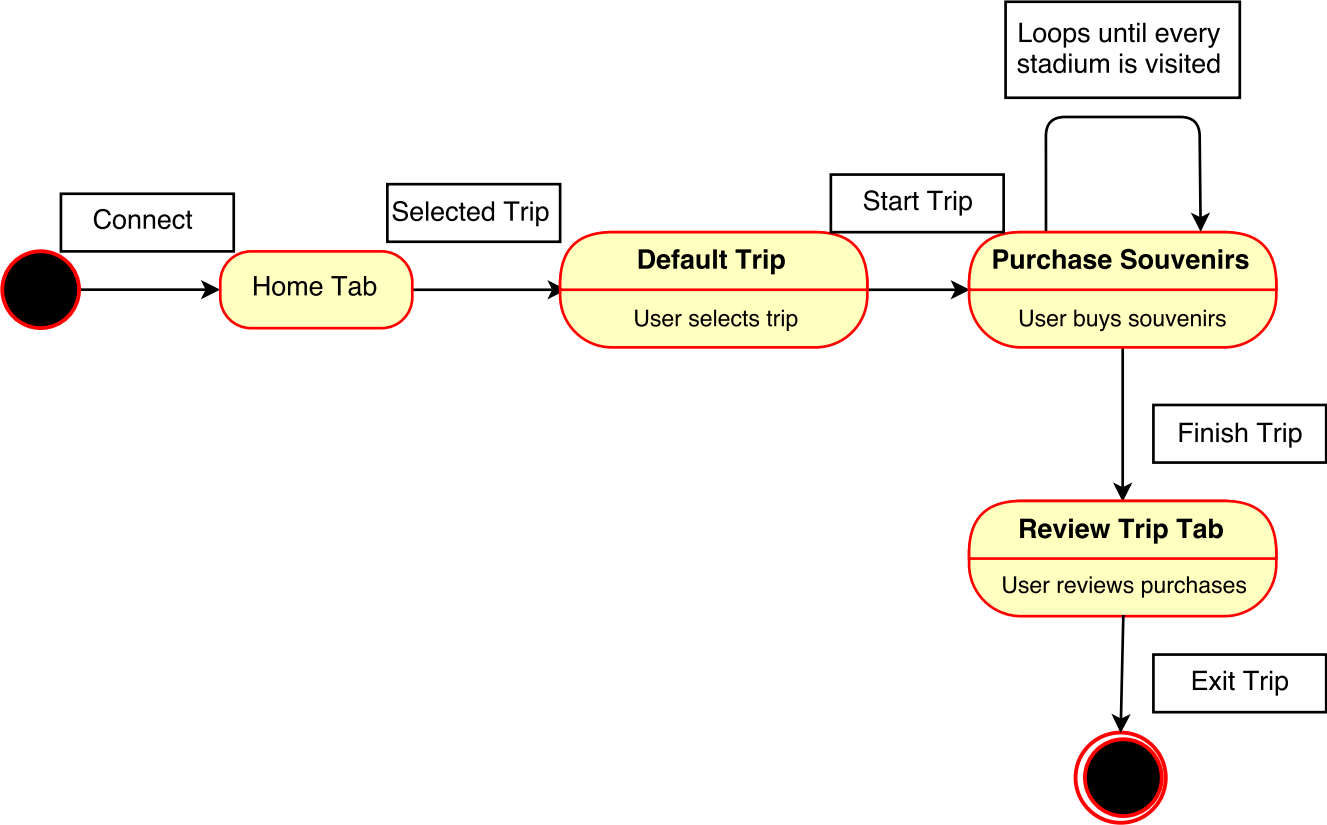 Loops until every
stadium is visited
Connect
Selected Trip
Start Trip
Home Tab
Default Trip
User selects trip
Purchase Souvenirs
User buys souvenirs
Finish Trip
Review Trip Tab
User reviews purchases
Exit Trip